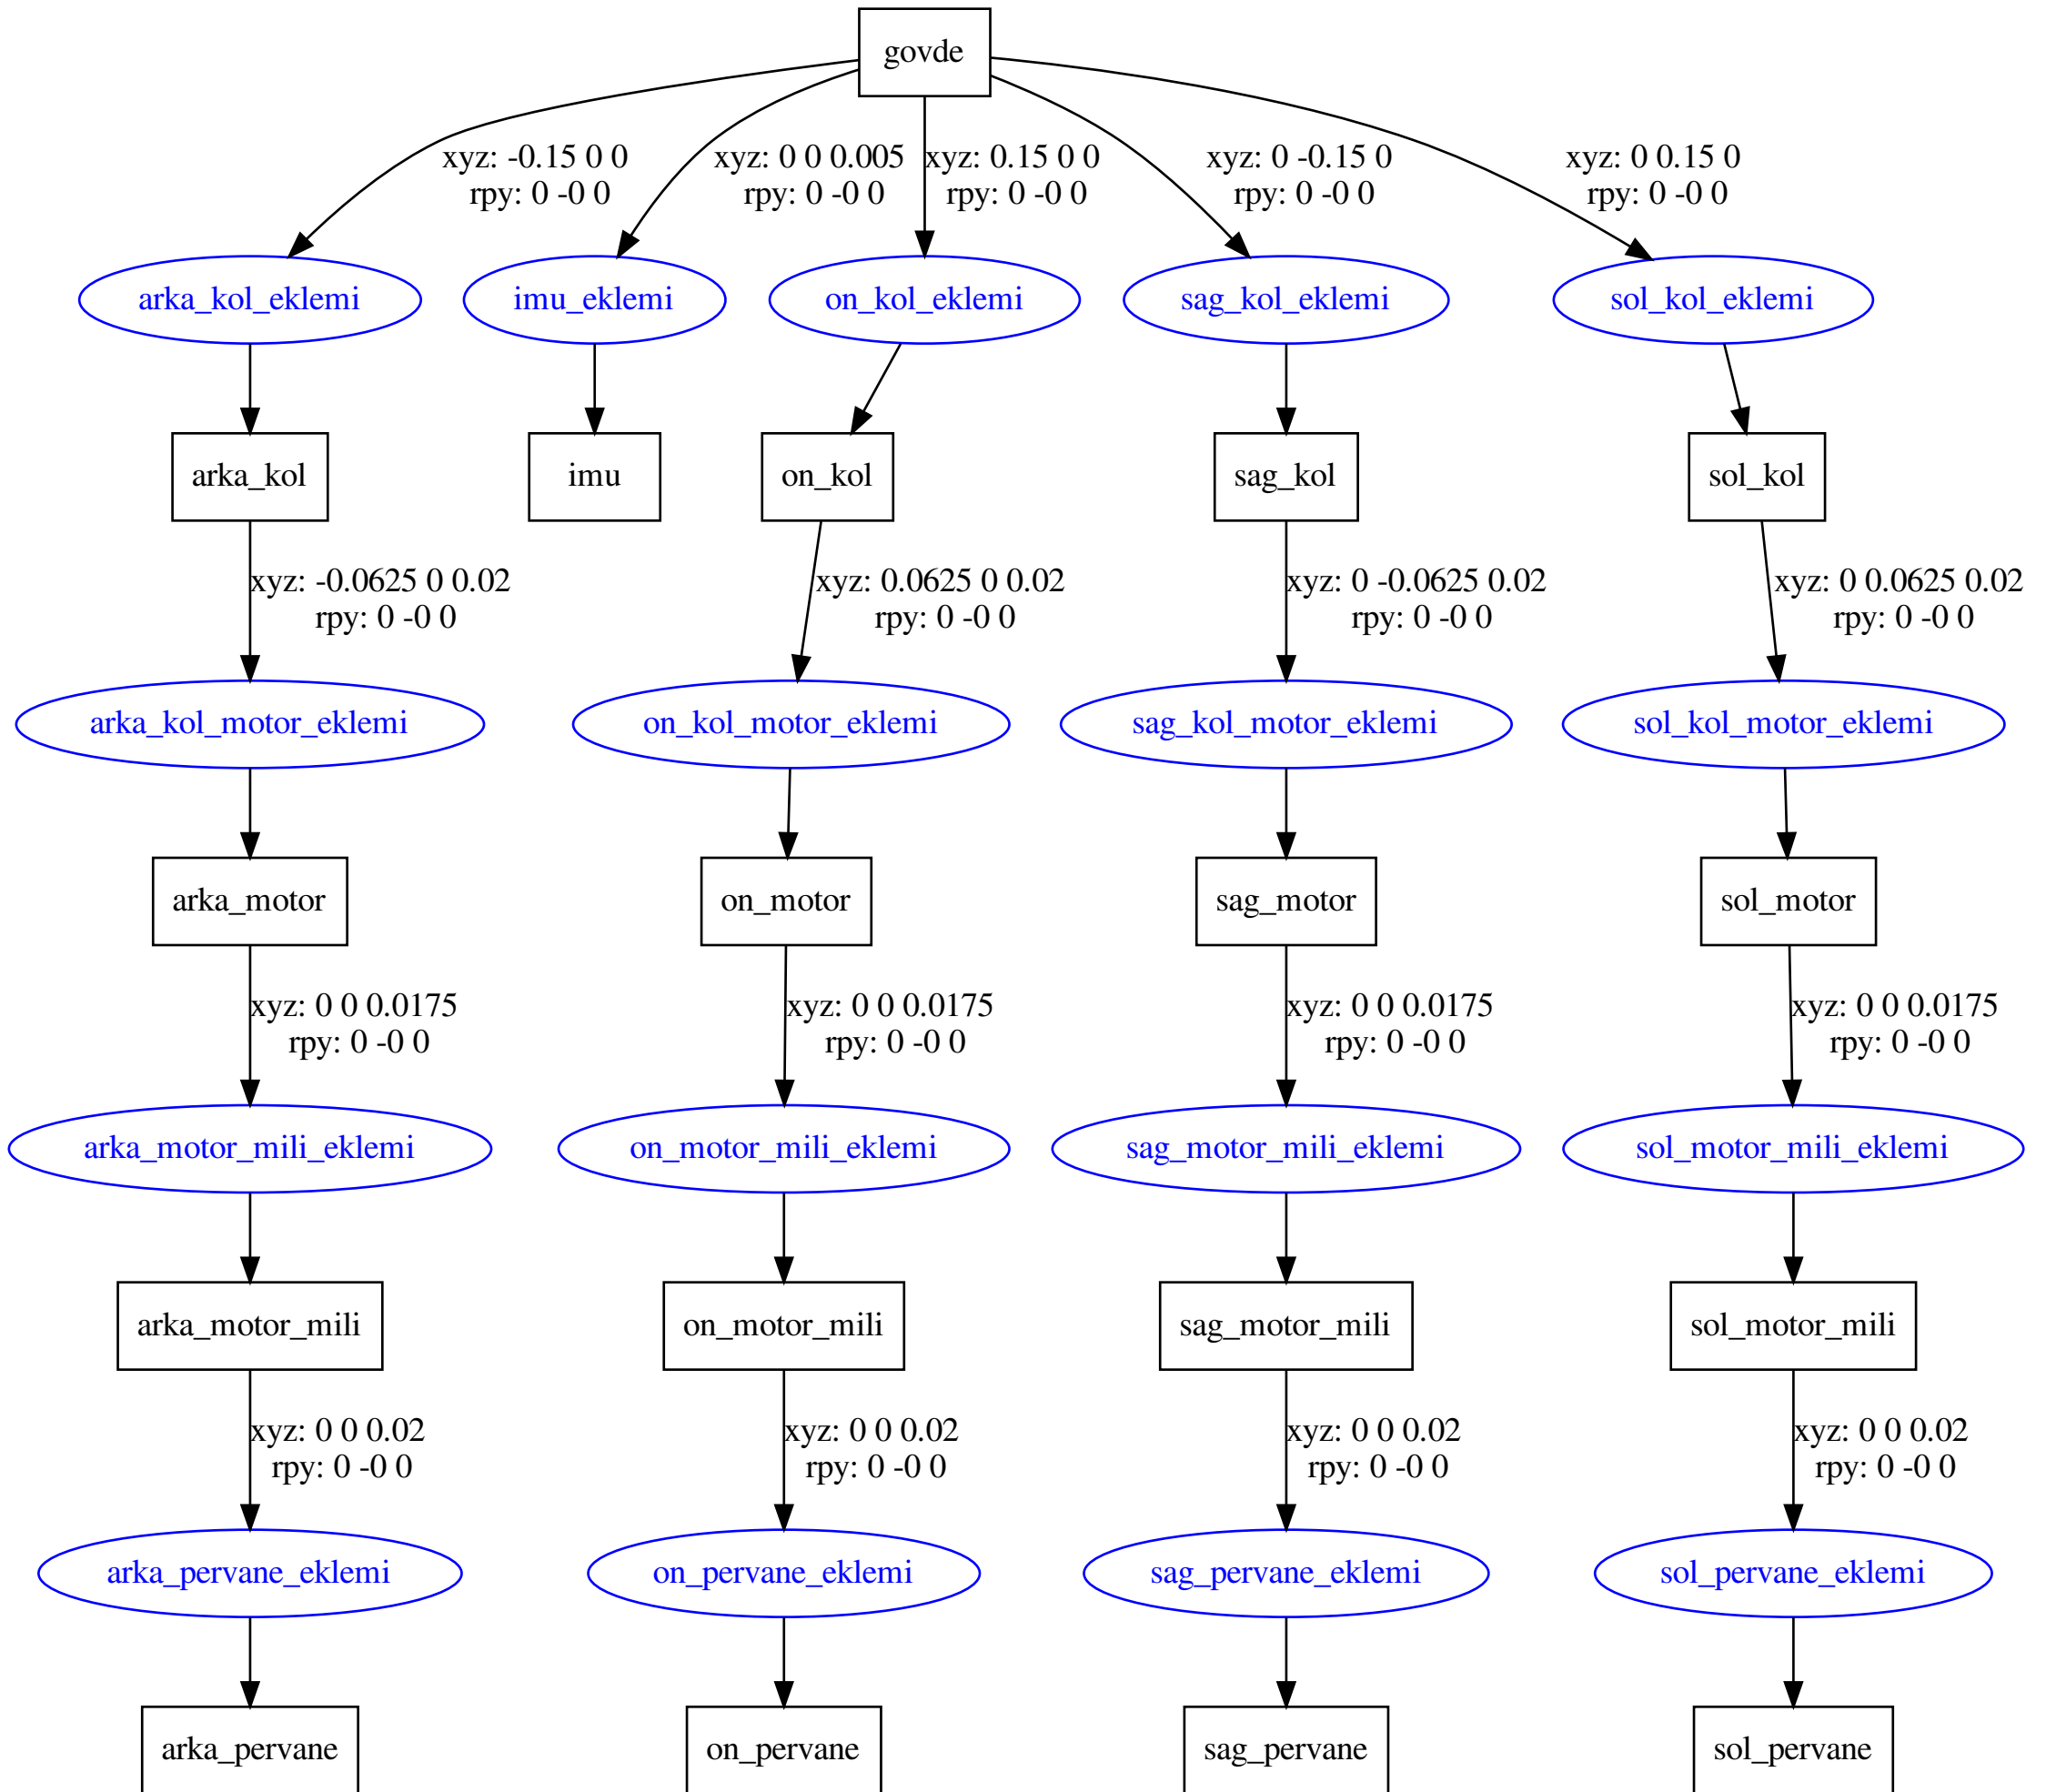 govde
xyz: -0.15 0 0
rpy: 0 -0 0
xyz: 0 0 0.005
rpy: 0 -0 0
xyz: 0.15 0 0
rpy: 0 -0 0
xyz: 0 -0.15 0
rpy: 0 -0 0
xyz: 0 0.15 0
rpy: 0 -0 0
arka_kol_eklemi
imu_eklemi
on_kol_eklemi
sag_kol_eklemi
sol_kol_eklemi
arka_kol
imu
on_kol
sag_kol
sol_kol
xyz: -0.0625 0 0.02
rpy: 0 -0 0
xyz: 0.0625 0 0.02
rpy: 0 -0 0
xyz: 0 -0.0625 0.02
rpy: 0 -0 0
xyz: 0 0.0625 0.02
rpy: 0 -0 0
arka_kol_motor_eklemi
on_kol_motor_eklemi
sag_kol_motor_eklemi
sol_kol_motor_eklemi
arka_motor
on_motor
sag_motor
sol_motor
xyz: 0 0 0.0175
rpy: 0 -0 0
xyz: 0 0 0.0175
rpy: 0 -0 0
xyz: 0 0 0.0175
rpy: 0 -0 0
xyz: 0 0 0.0175
rpy: 0 -0 0
arka_motor_mili_eklemi
on_motor_mili_eklemi
sag_motor_mili_eklemi
sol_motor_mili_eklemi
arka_motor_mili
on_motor_mili
sag_motor_mili
sol_motor_mili
xyz: 0 0 0.02
rpy: 0 -0 0
xyz: 0 0 0.02
rpy: 0 -0 0
xyz: 0 0 0.02
rpy: 0 -0 0
xyz: 0 0 0.02
rpy: 0 -0 0
arka_pervane_eklemi
on_pervane_eklemi
sag_pervane_eklemi
sol_pervane_eklemi
arka_pervane
on_pervane
sag_pervane
sol_pervane